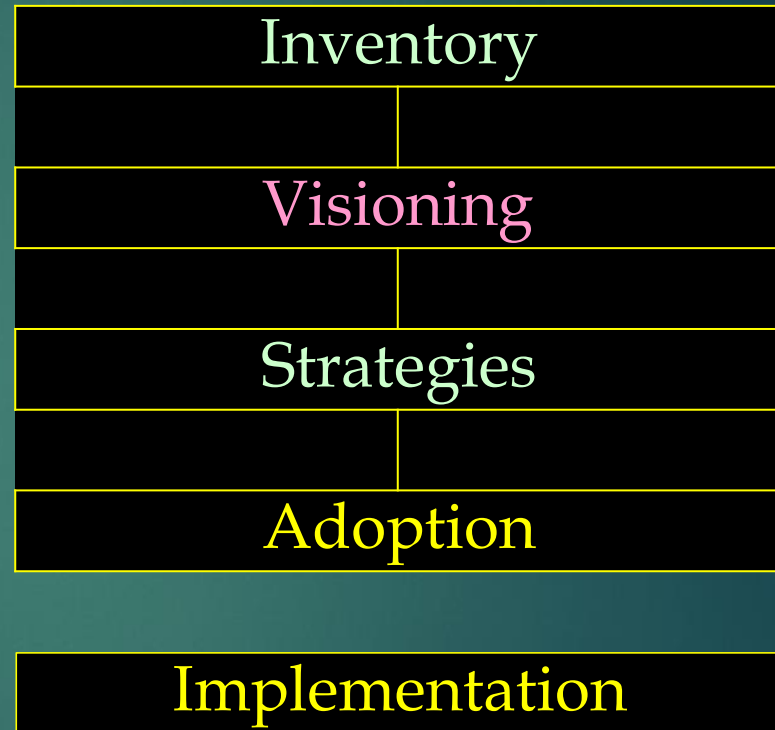 Inventory
Visioning
Strategies
Adoption
Implementation